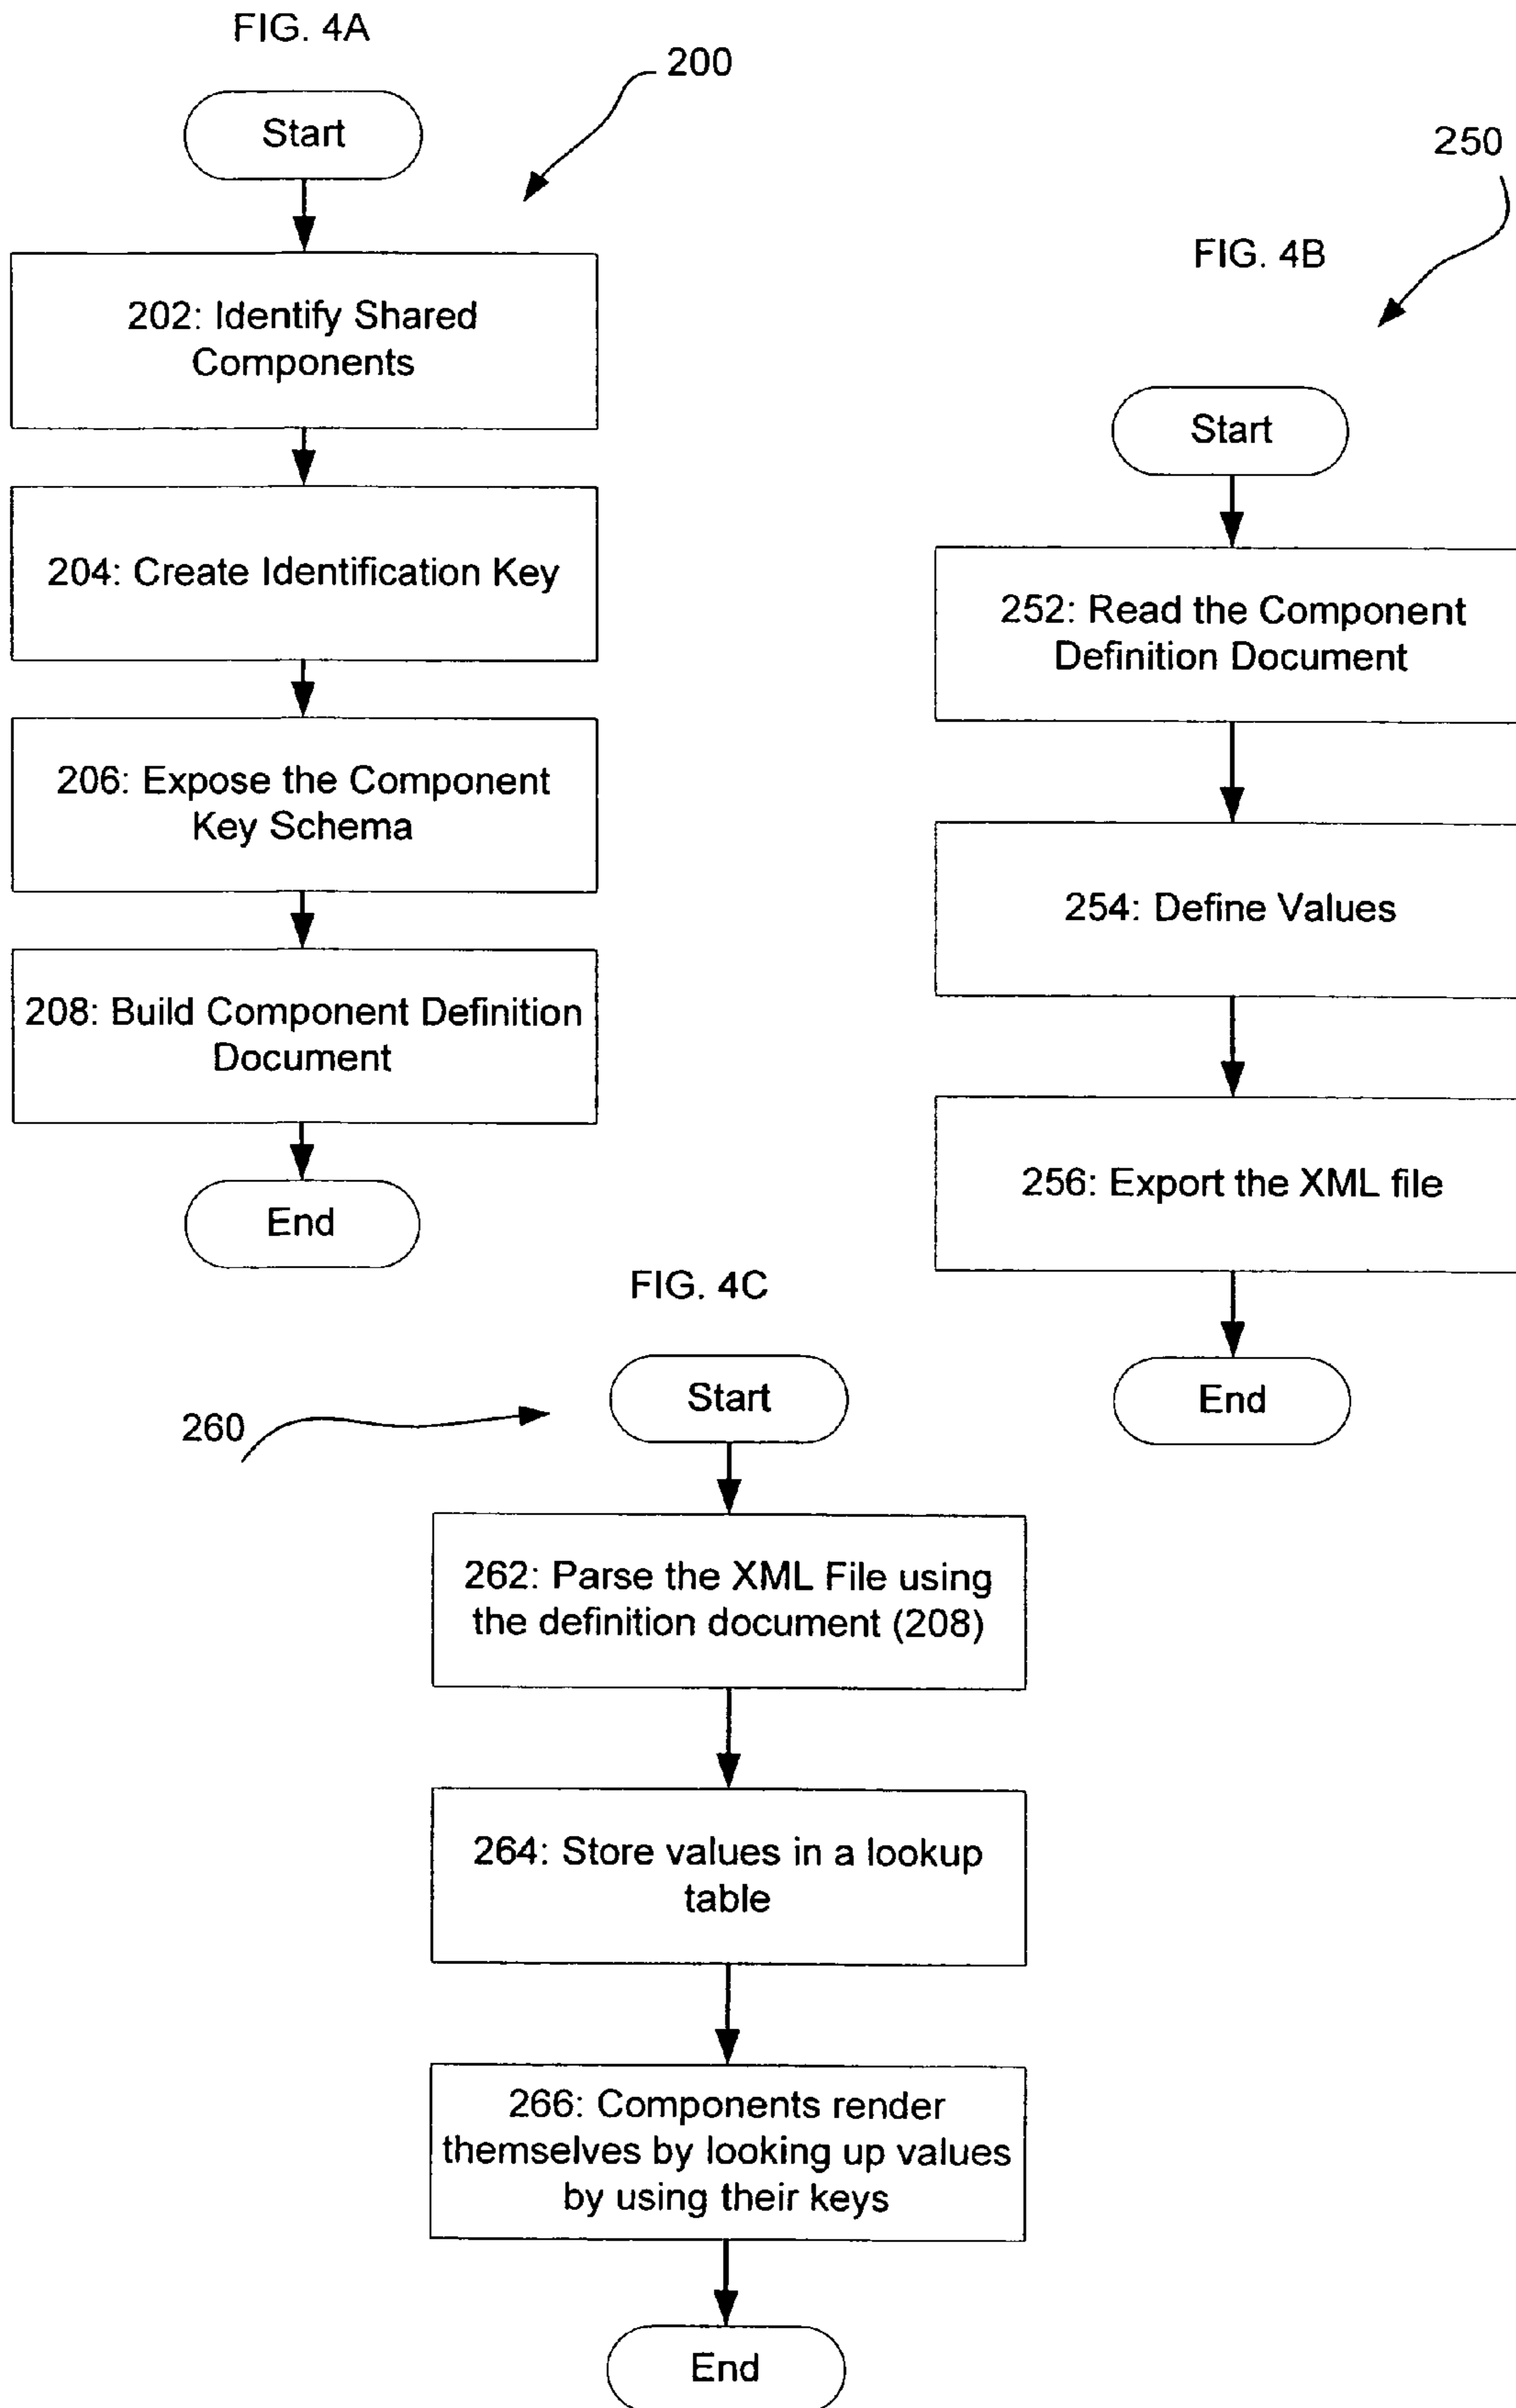 FIG. 4A
200
Start
202: Identify Shared
Components
204: Create Identification Key
206: Expose the Component
Key Schema
208: Build Component Definition
Document
End
250
FIG. 4B
Start
252: Read the Component
Definition Document
254: Define Values
256: Export the XML file
End
FIG. 4C
260
Start
262: Parse the XML File using
the definition document (208)
264: Store values in a lookup
table
266: Components render
themselves by looking up values
by using their keys
End